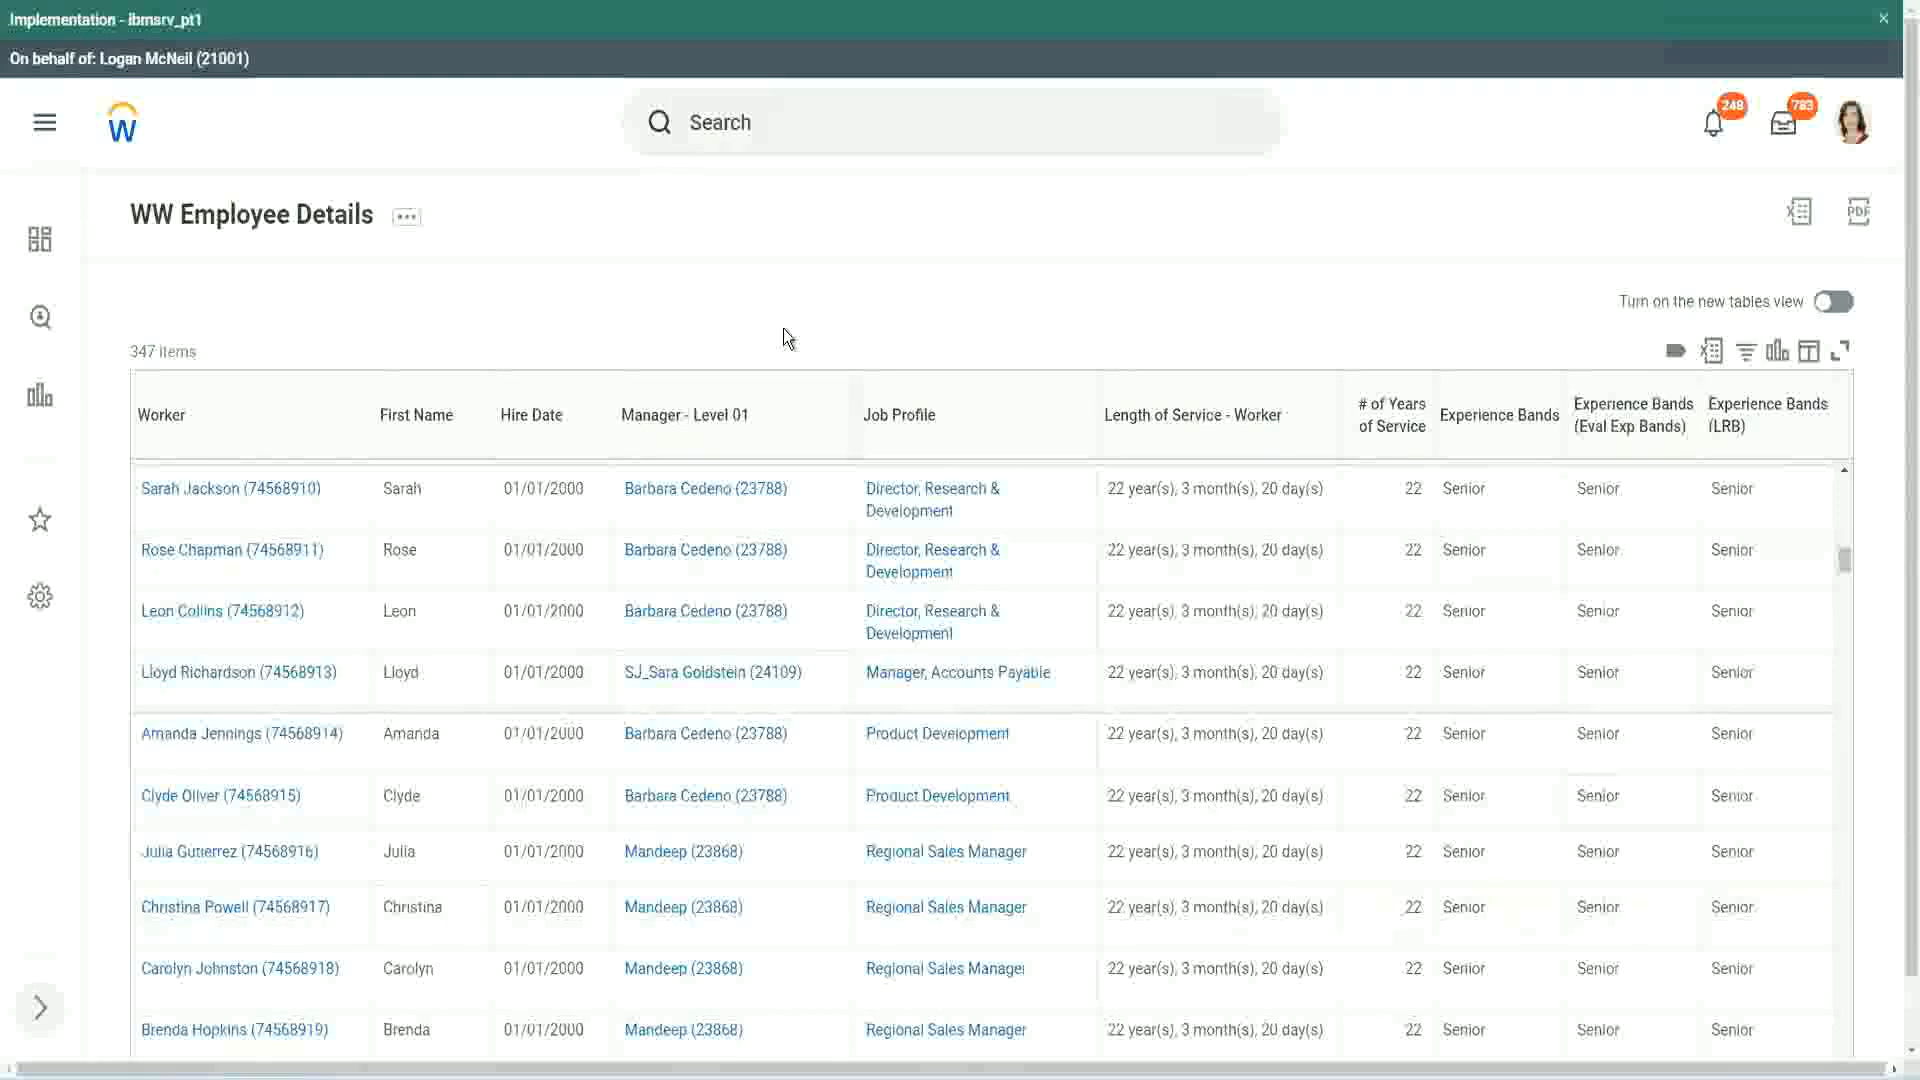 Implementation - ibmsrv_pt1
On behalf of: Logan McNeil (21001)
W Search 248 783
WW Employee Details
PDF
Turn on the new tables view
347 items
Worker First Name Hire Date Manager - Level 01 Job Profile Length of Service - Worker # of Years of Service Experience Bands Experience Bands (Eval Exp Bands) Experience Bands (LRB)
Sarah Jackson (74568910) Sarah 01/01/2000 Barbara Cedeno (23788) Director, Research & Development 22 year(s), 3 month(s), 20 day(s) 22 Senior Senior Senior
Rose Chapman (74568911) Rose 01/01/2000 Barbara Cedeno (23788) Director, Research & Development 22 year(s), 3 month(s), 20 day(s) 22 Senior Senior Senior
Leon Collins (74568912) Leon 01/01/2000 Barbara Cedeno (23788) Director, Research & Development 22 year(s), 3 month(s), 20 day(s) 22 Senior Senior Senior
Lloyd Richardson (74568913) Lloyd 01/01/2000 SJ_Sara Goldstein (24109) Manager, Accounts Payable 22 year(s), 3 month(s), 20 day(s) 22 Senior Senior Senior
Amanda Jennings (74568914) Amanda 01/01/2000 Barbara Cedeno (23788) Product Development 22 year(s), 3 month(s), 20 day(s) 22 Senior Senior Senior
Clyde Oliver (74568915) Clyde 01/01/2000 Barbara Cedeno (23788) Product Development 22 year(s), 3 month(s), 20 day(s) 22 Senior Senior Senior
Julia Gutierrez (74568916) Julia 01/01/2000 Mandeep (23868) Regional Sales Manager 22 year(s), 3 month(s), 20 day(s) 22 Senior Senior Senior
Christina Powell (74568917) Christina 01/01/2000 Mandeep (23868) Regional Sales Manager 22 year(s), 3 month(s), 20 day(s) 22 Senior Senior Senior
Carolyn Johnston (74568918) Carolyn 01/01/2000 Mandeep (23868) Regional Sales Manager 22 year(s), 3 month(s), 20 day(s) 22 Senior Senior Senior
Brenda Hopkins (74568919) Brenda 01/01/2000 Mandeep (23868) Regional Sales Manager 22 year(s), 3 month(s), 20 day(s) 22 Senior Senior Senior